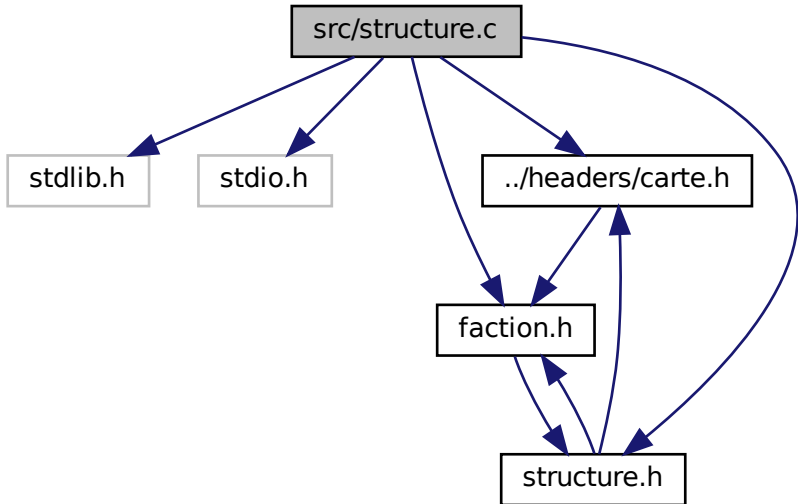 src/structure.c
stdlib.h
stdio.h
../headers/carte.h
faction.h
structure.h